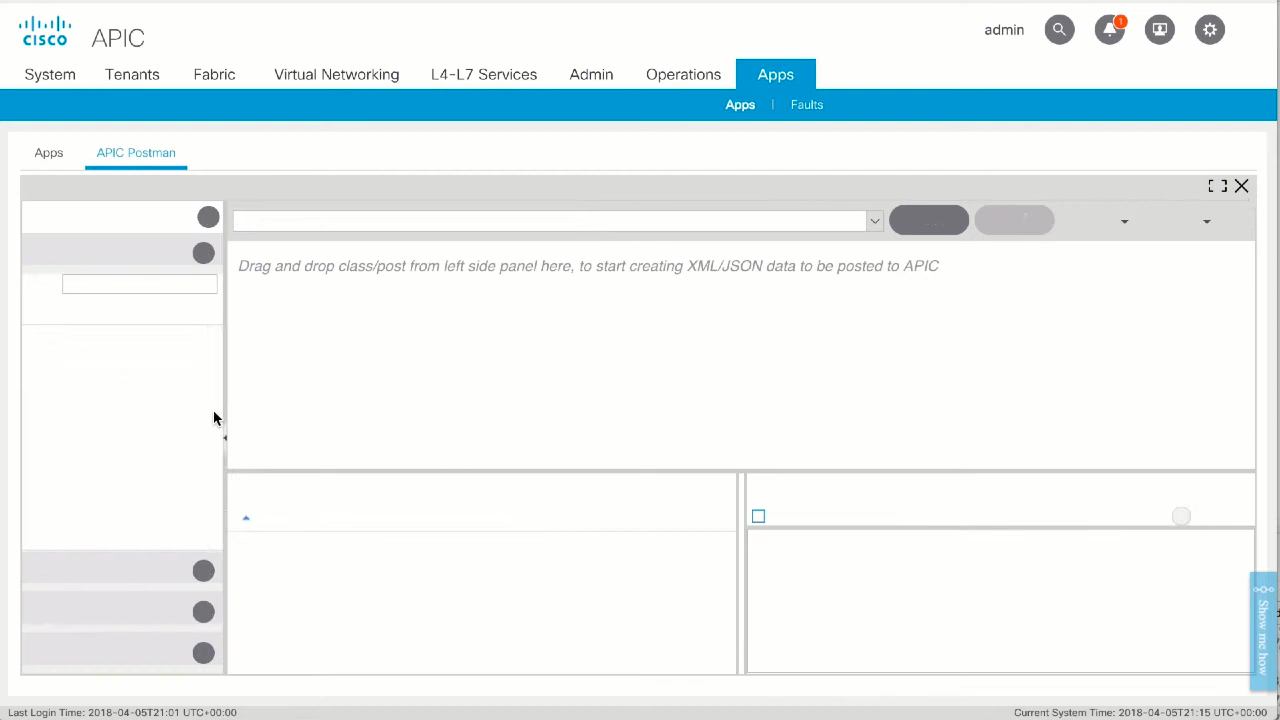 CISCO
APIC
admin
1
System
Tenants
Fabric
Virtual Networking
L4-L7 Services
Admin
Operations
Apps
Apps | Faults
Apps
APIC Postman
Drag and drop class/post from left side panel here, to start creating XML/JSON data to be posted to APIC
Show me how
Last Login Time: 2018-04-05T21:01 UTC+00:00
Current System Time: 2018-04-05T21:15 UTC+00:00